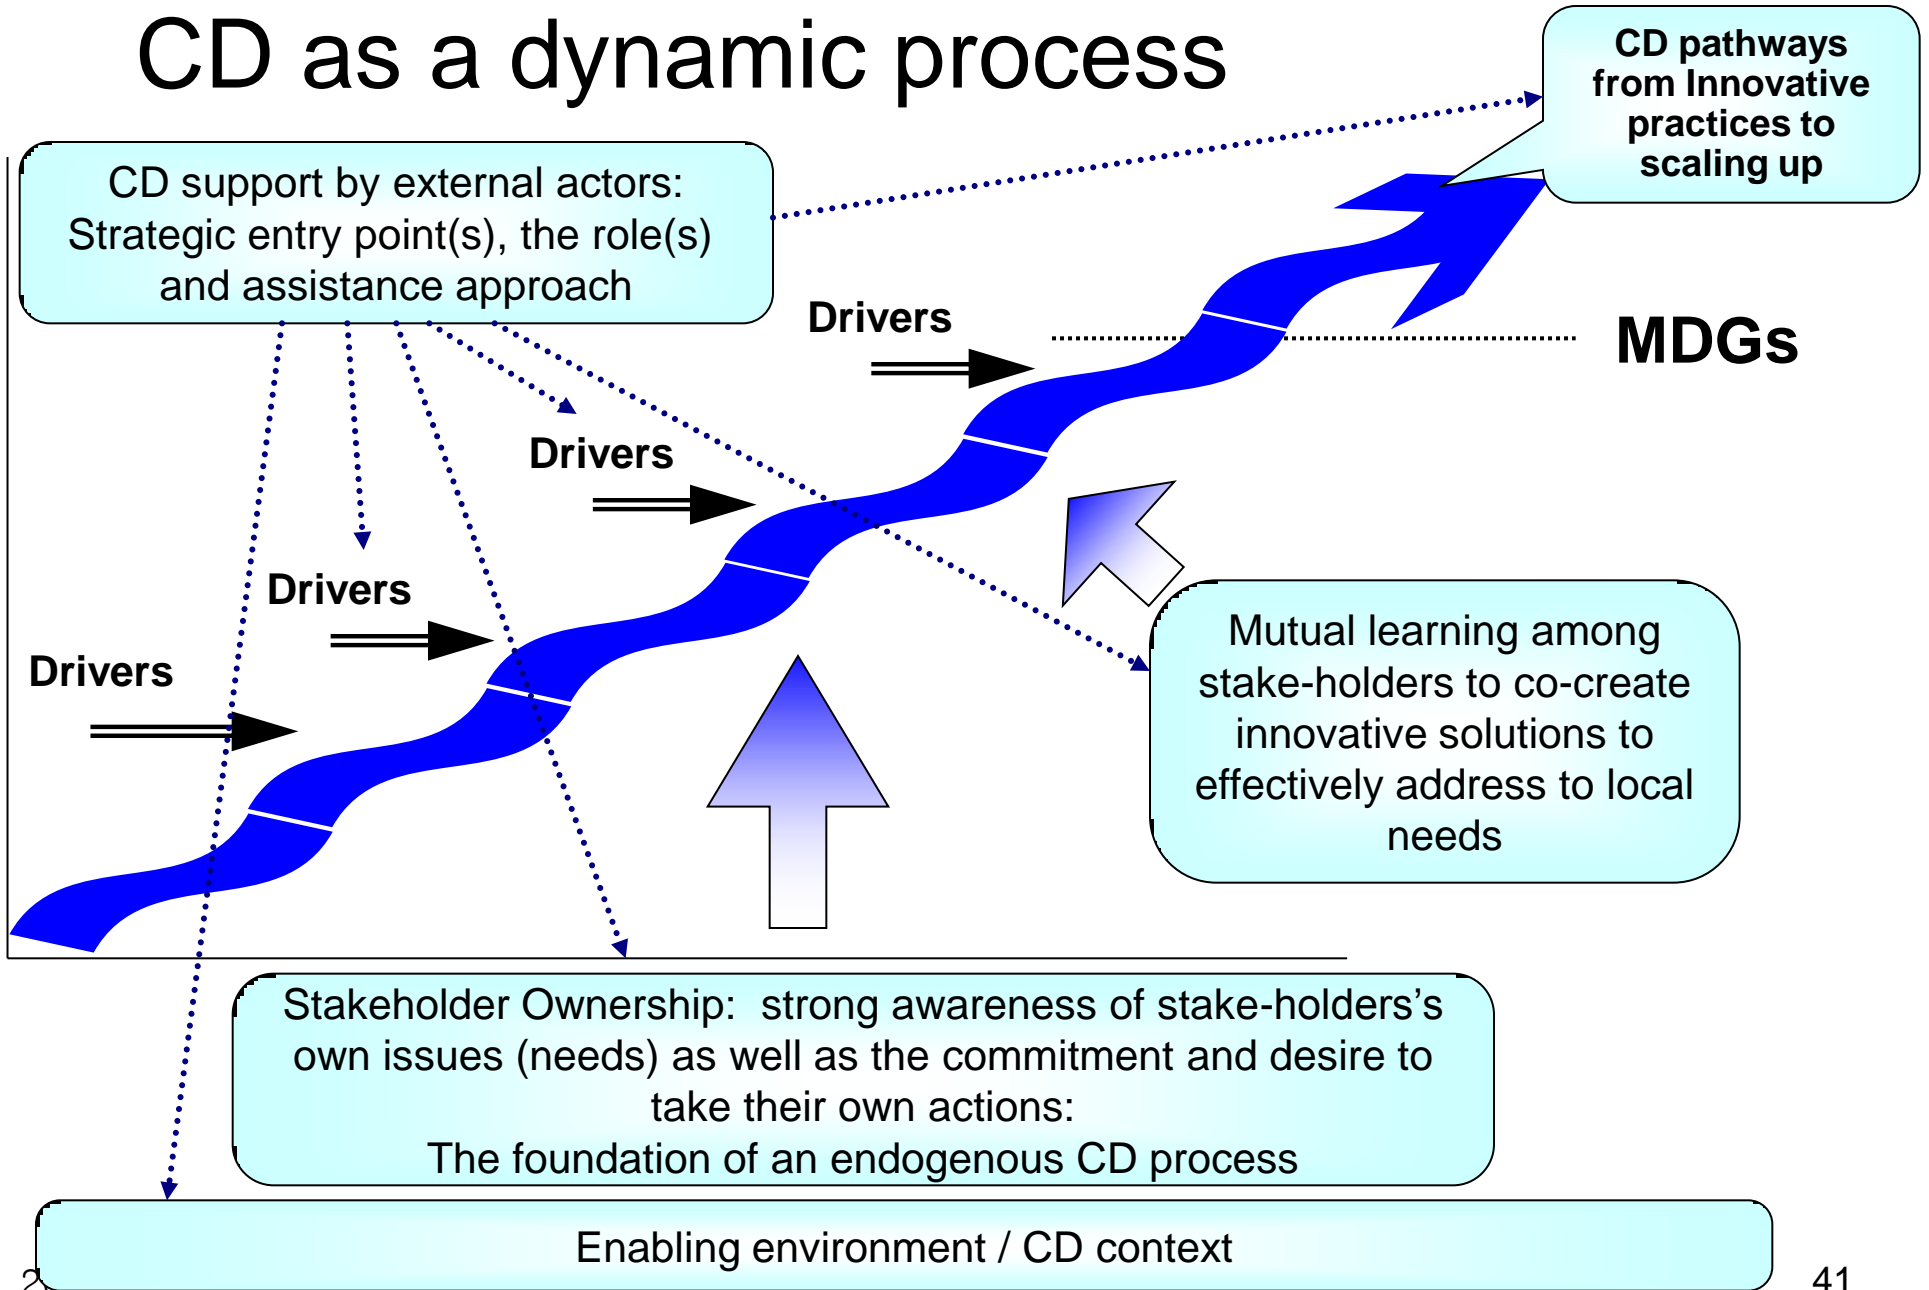 CD as a dynamic process
CD pathways
from Innovative
practices to
scaling up
CD support by external actors:
Strategic entry point(s), the role(s)
and assistance approach
Drivers
MDGs
Drivers
Drivers
Drivers
Mutual learning among
stake-holders to co-create
innovative solutions to
effectively address to local
needs
Stakeholder Ownership:  strong awareness of stake-holders’s
own issues (needs) as well as the commitment and desire to
take their own actions:
The foundation of an endogenous CD process
Enabling environment / CD context
41